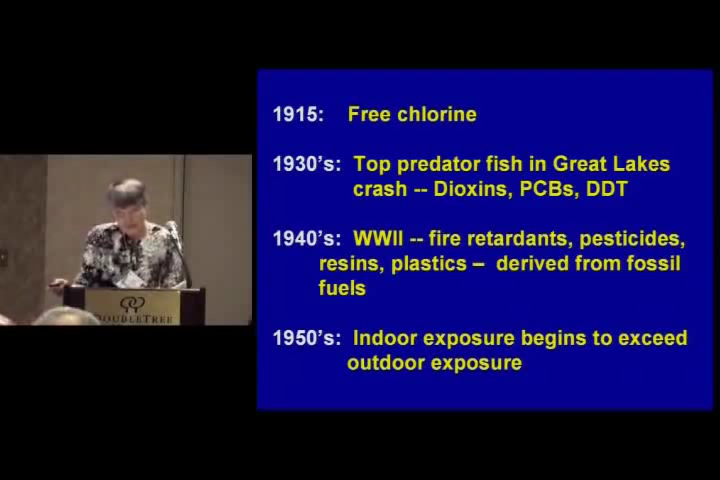 1915: Free chlorine
1930's: Top predator fish in Great Lakes
crash -- Dioxins, PCBs, DDT
1940's: WWII -- fire retardants, pesticides,
resins, plastics – derived from fossil
fuels
1950's: Indoor exposure begins to exceed
outdoor exposure
DOUBLETREE